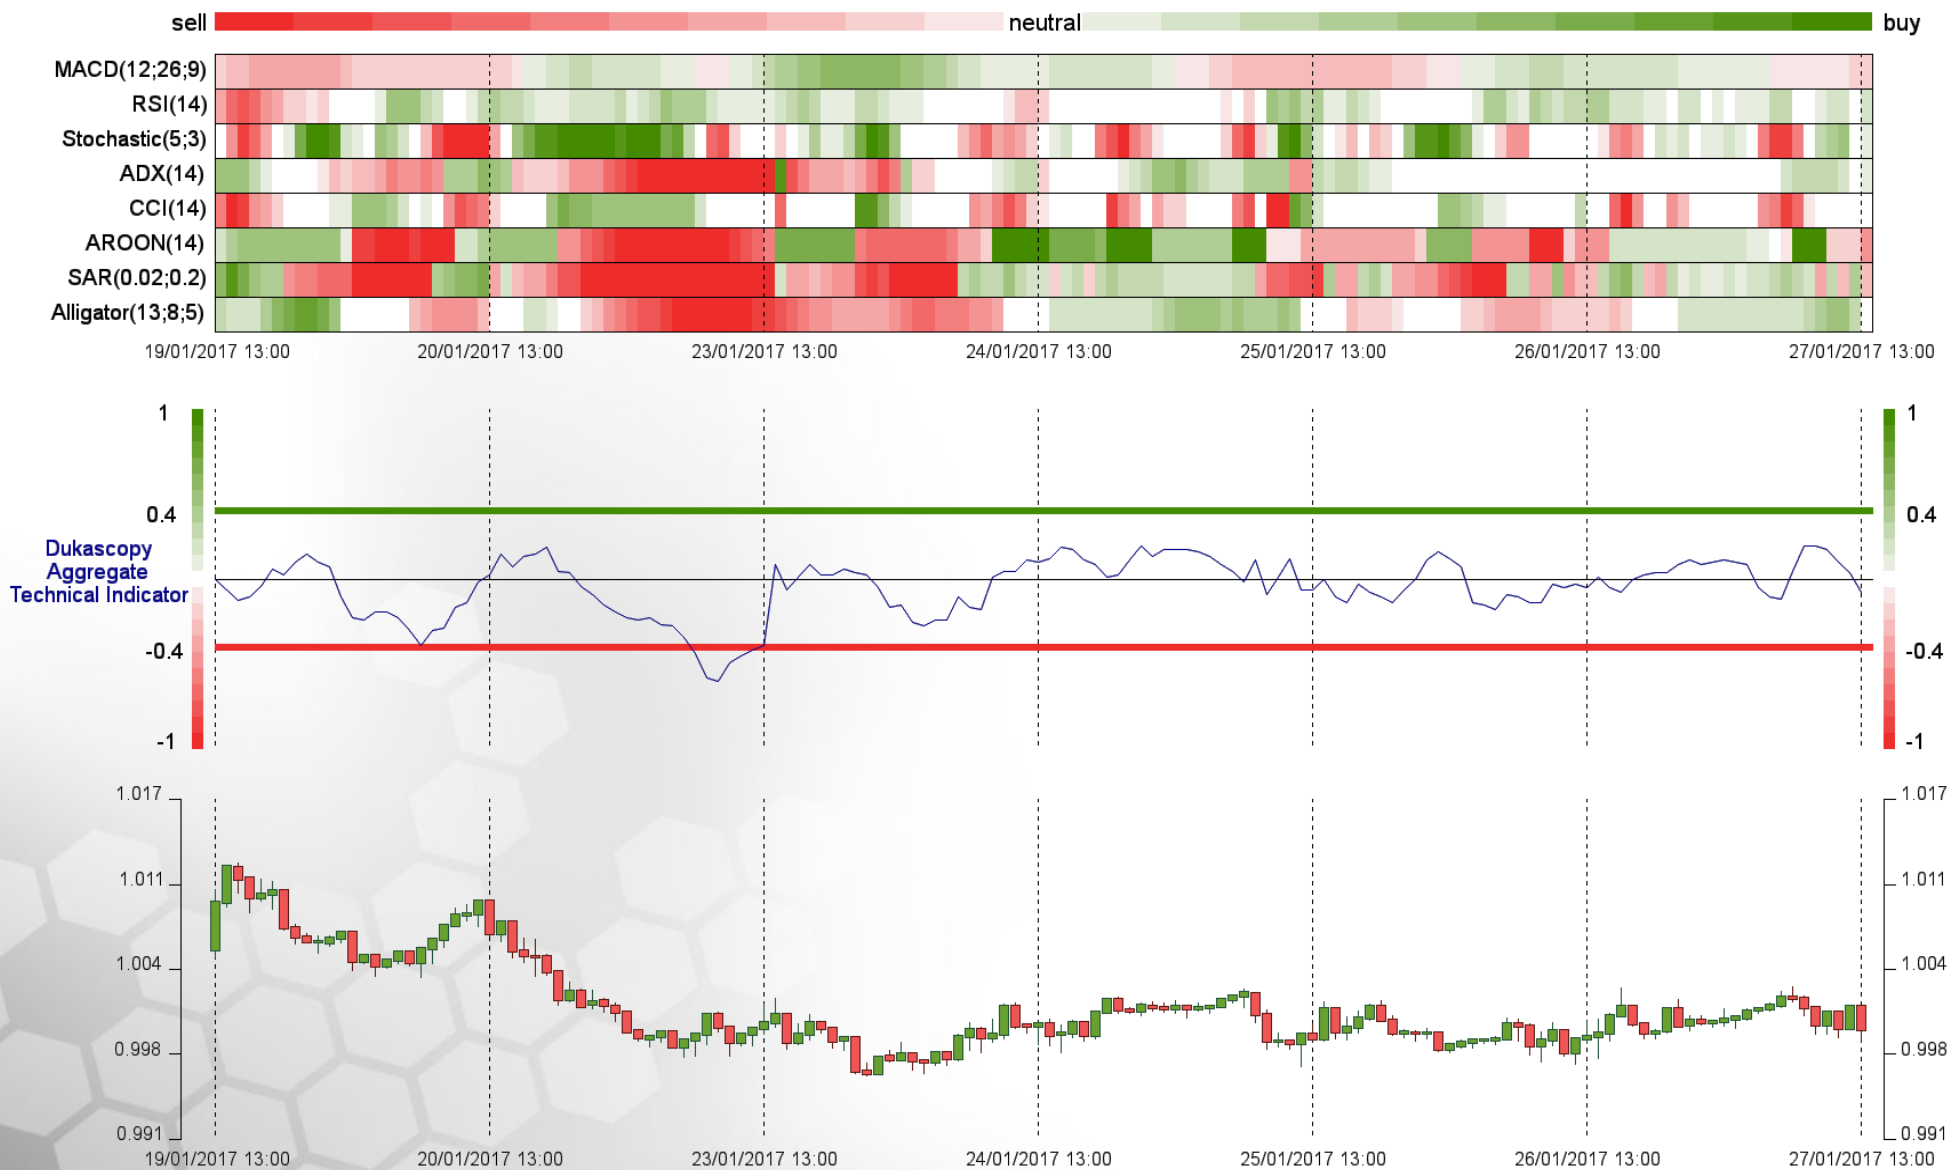 sell neutral buy
MACD(12;26;9)
RSI(14)
Stochastic(5;3)
ADX(14)
CCI(14)
AROON(14)
SAR(0.02;0.2)
Alligator(13;8;5)
19/01/2017 13:00 20/01/2017 13:00 23/01/2017 13:00 24/01/2017 13:00 25/01/2017 13:00 26/01/2017 13:00 27/01/2017 13:00
1 1
0.4 0.4
Dukascopy
Aggregate
Technical Indicator
-0.4 -0.4
-1 -1
1.017 1.017
1.011 1.011
1.004 1.004
0.998 0.998
0.991 0.991
19/01/2017 13:00 20/01/2017 13:00 23/01/2017 13:00 24/01/2017 13:00 25/01/2017 13:00 26/01/2017 13:00 27/01/2017 13:00